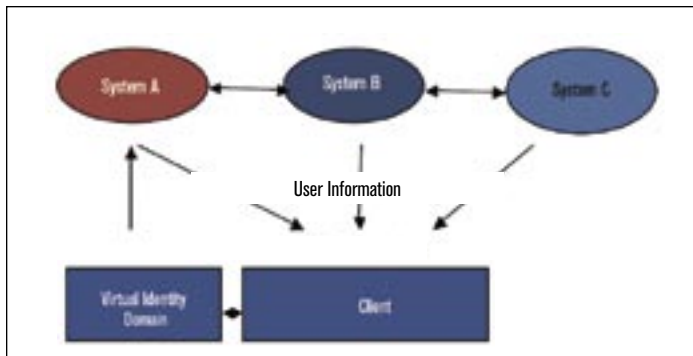 System A
System B
System C
User Information
Virtual Identity
Domain
Client